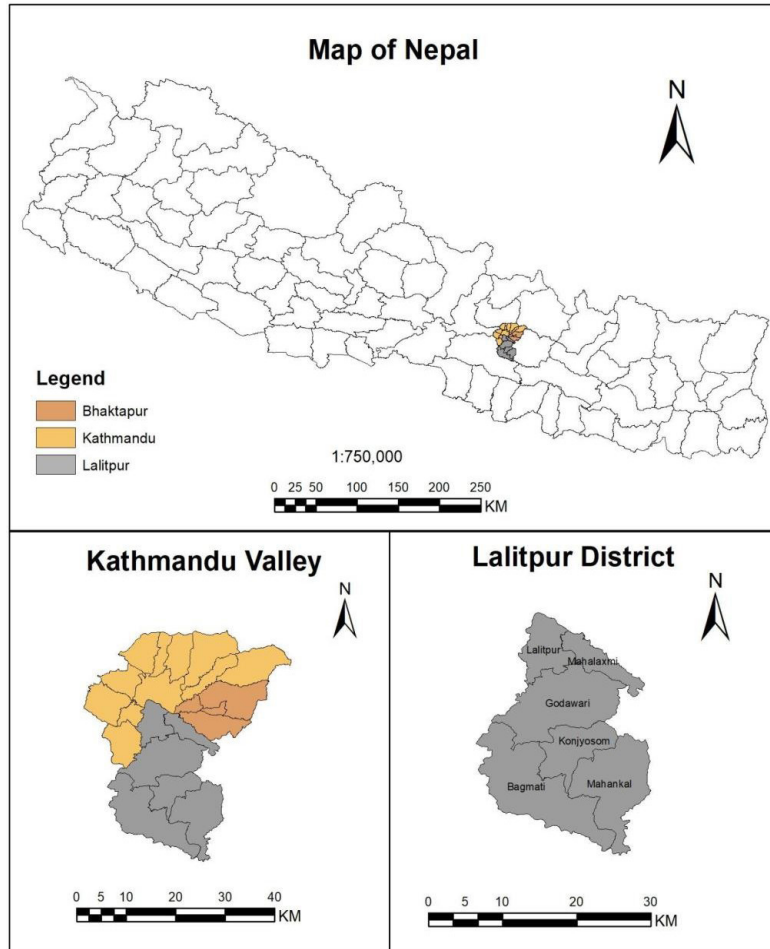 Map of Nepal
N
Legend
Bhaktapur
Kathmandu
Lalitpur
1:750,000
0 25 50 100 150 200 250
KM
Kathmandu Valley
N
0 5 10 20 30 40
KM
Lalitpur District
N
Lalitpur
Mahalaxmi
Godawari
Konjyosom
Bagmati
Mahankal
0 5 10 20 30
KM